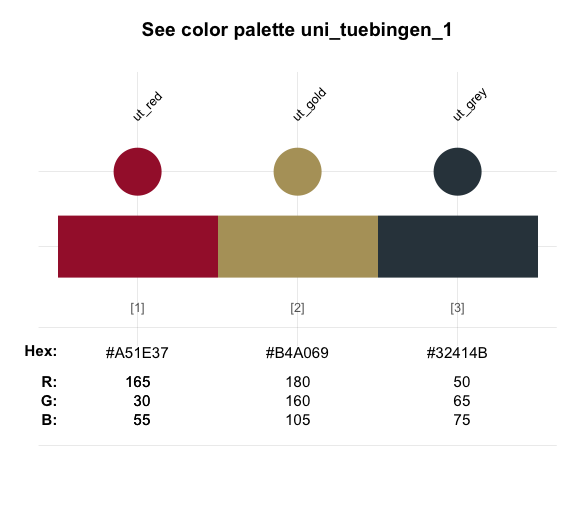 See color palette uni_tuebingen_1
ut_red ut_gold ut_grey
[1] [2] [3]
Hex: #A51E37 #B4A069 #32414B
R: 165 180 50
G: 30 160 65
B: 55 105 75